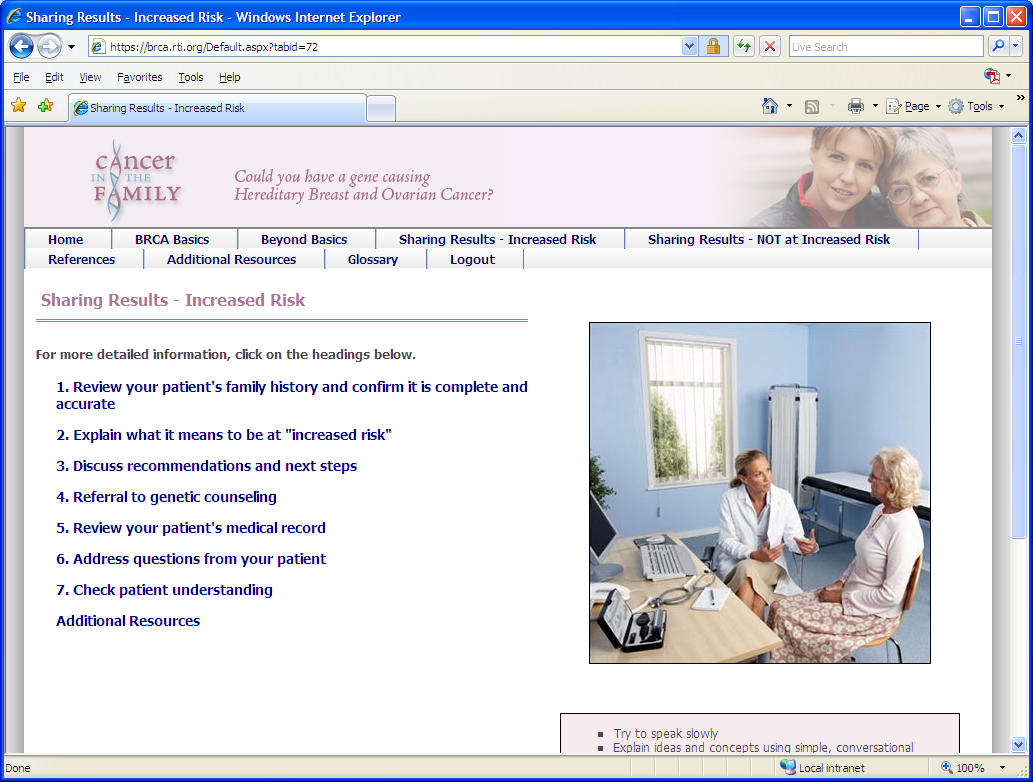 Sharing Results - Increased Risk - Windows Internet Explorer
https://brca.rti.org/Default.aspx?tabid=72
Live Search
File Edit View Favorites Tools Help
Sharing Results - Increased Risk
Page Tools
cancer
IN THE
FAMILY
Could you have a gene causing
Hereditary Breast and Ovarian Cancer?
Home BRCA Basics Beyond Basics Sharing Results - Increased Risk Sharing Results - NOT at Increased Risk
References Additional Resources Glossary Logout
Sharing Results - Increased Risk
For more detailed information, click on the headings below.
1. Review your patient's family history and confirm it is complete and
accurate
2. Explain what it means to be at "increased risk"
3. Discuss recommendations and next steps
4. Referral to genetic counseling
5. Review your patient's medical record
6. Address questions from your patient
7. Check patient understanding
Additional Resources
▪ Try to speak slowly
▪ Explain ideas and concepts using simple, conversational
Done
Local intranet
100%